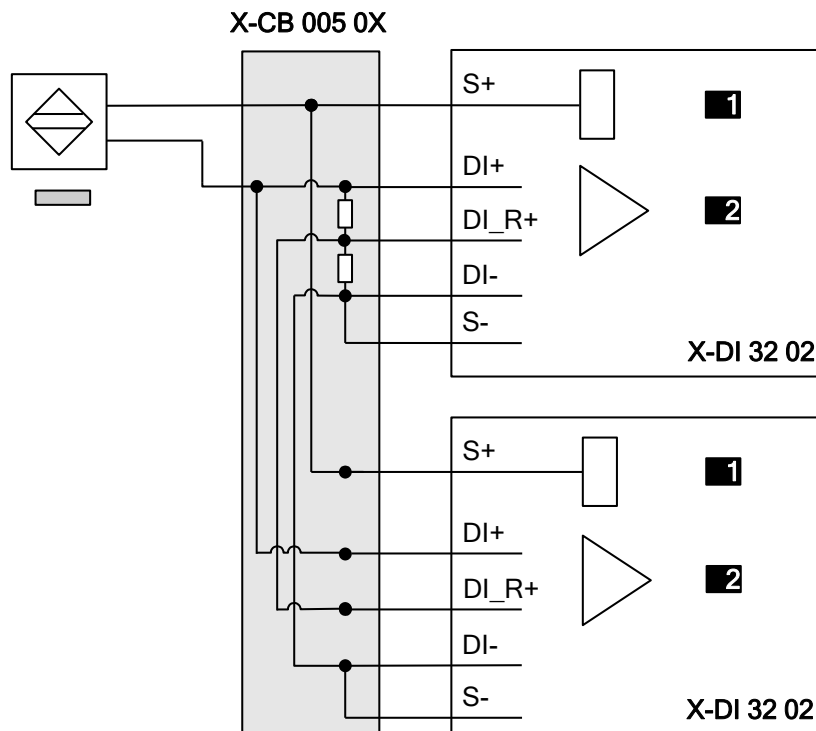 X-CB 005 0X
S+
1
DI+
2
DI_R+
DI-
S-
X-DI 32 02
S+
1
DI+
2
DI_R+
DI-
S-
X-DI 32 02